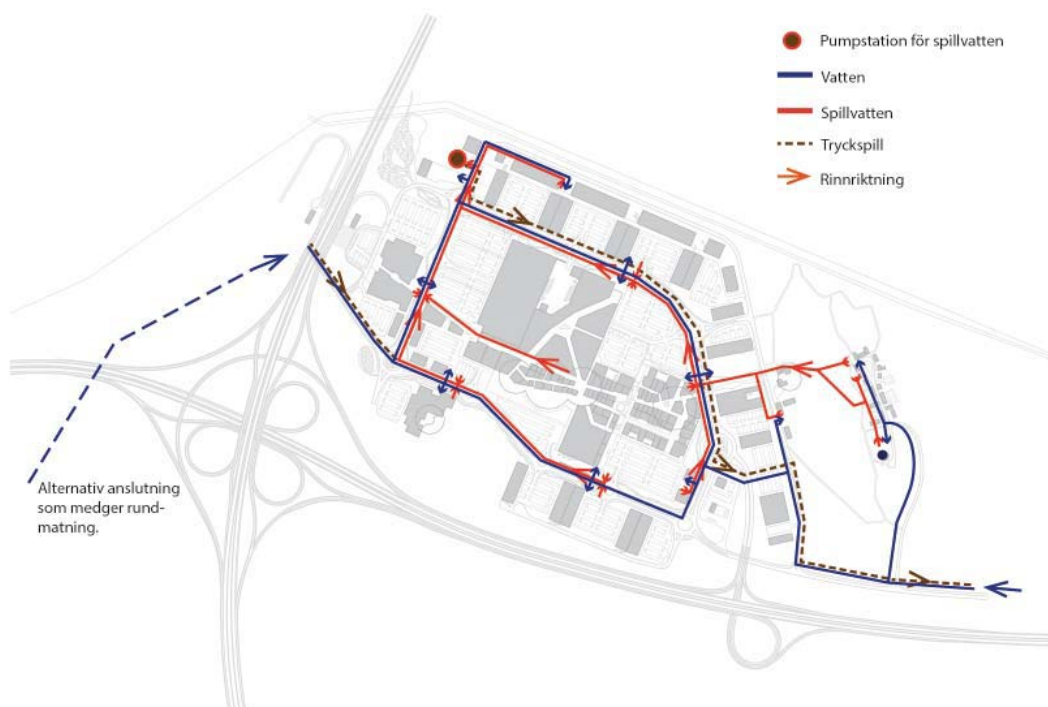 Pumpstation för spillvatten
Vatten
Spillvatten
Tryckspill
Rinnriktning
Alternativ anslutning
som medger rund-
matning.